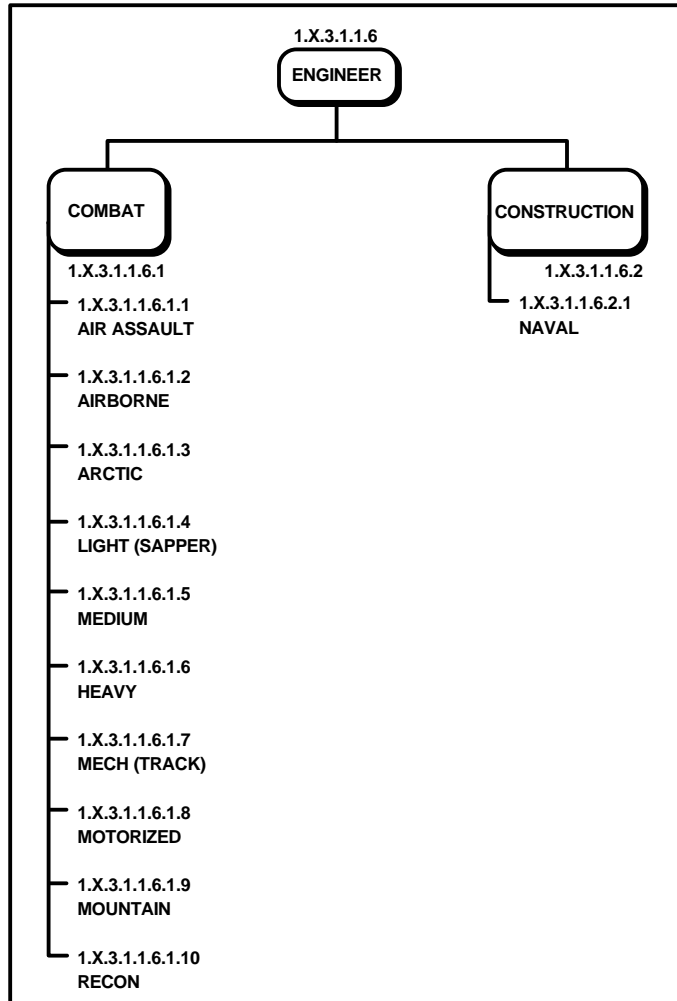 1.X.3.1.1.6
ENGINEER
COMBAT
1.X.3.1.1.6.1
1.X.3.1.1.6.1.1
AIR ASSAULT
1.X.3.1.1.6.1.2
AIRBORNE
1.X.3.1.1.6.1.3
ARCTIC
1.X.3.1.1.6.1.4
LIGHT (SAPPER)
1.X.3.1.1.6.1.5
MEDIUM
1.X.3.1.1.6.1.6
HEAVY
1.X.3.1.1.6.1.7
MECH (TRACK)
1.X.3.1.1.6.1.8
MOTORIZED
1.X.3.1.1.6.1.9
MOUNTAIN
1.X.3.1.1.6.1.10
RECON
CONSTRUCTION
1.X.3.1.1.6.2
1.X.3.1.1.6.2.1
NAVAL